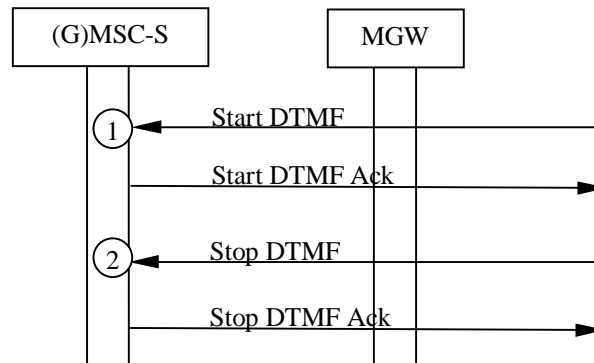 (G)MSC-S
MGW
1
Start DTMF
Start DTMF Ack
2
Stop DTMF
Stop DTMF Ack